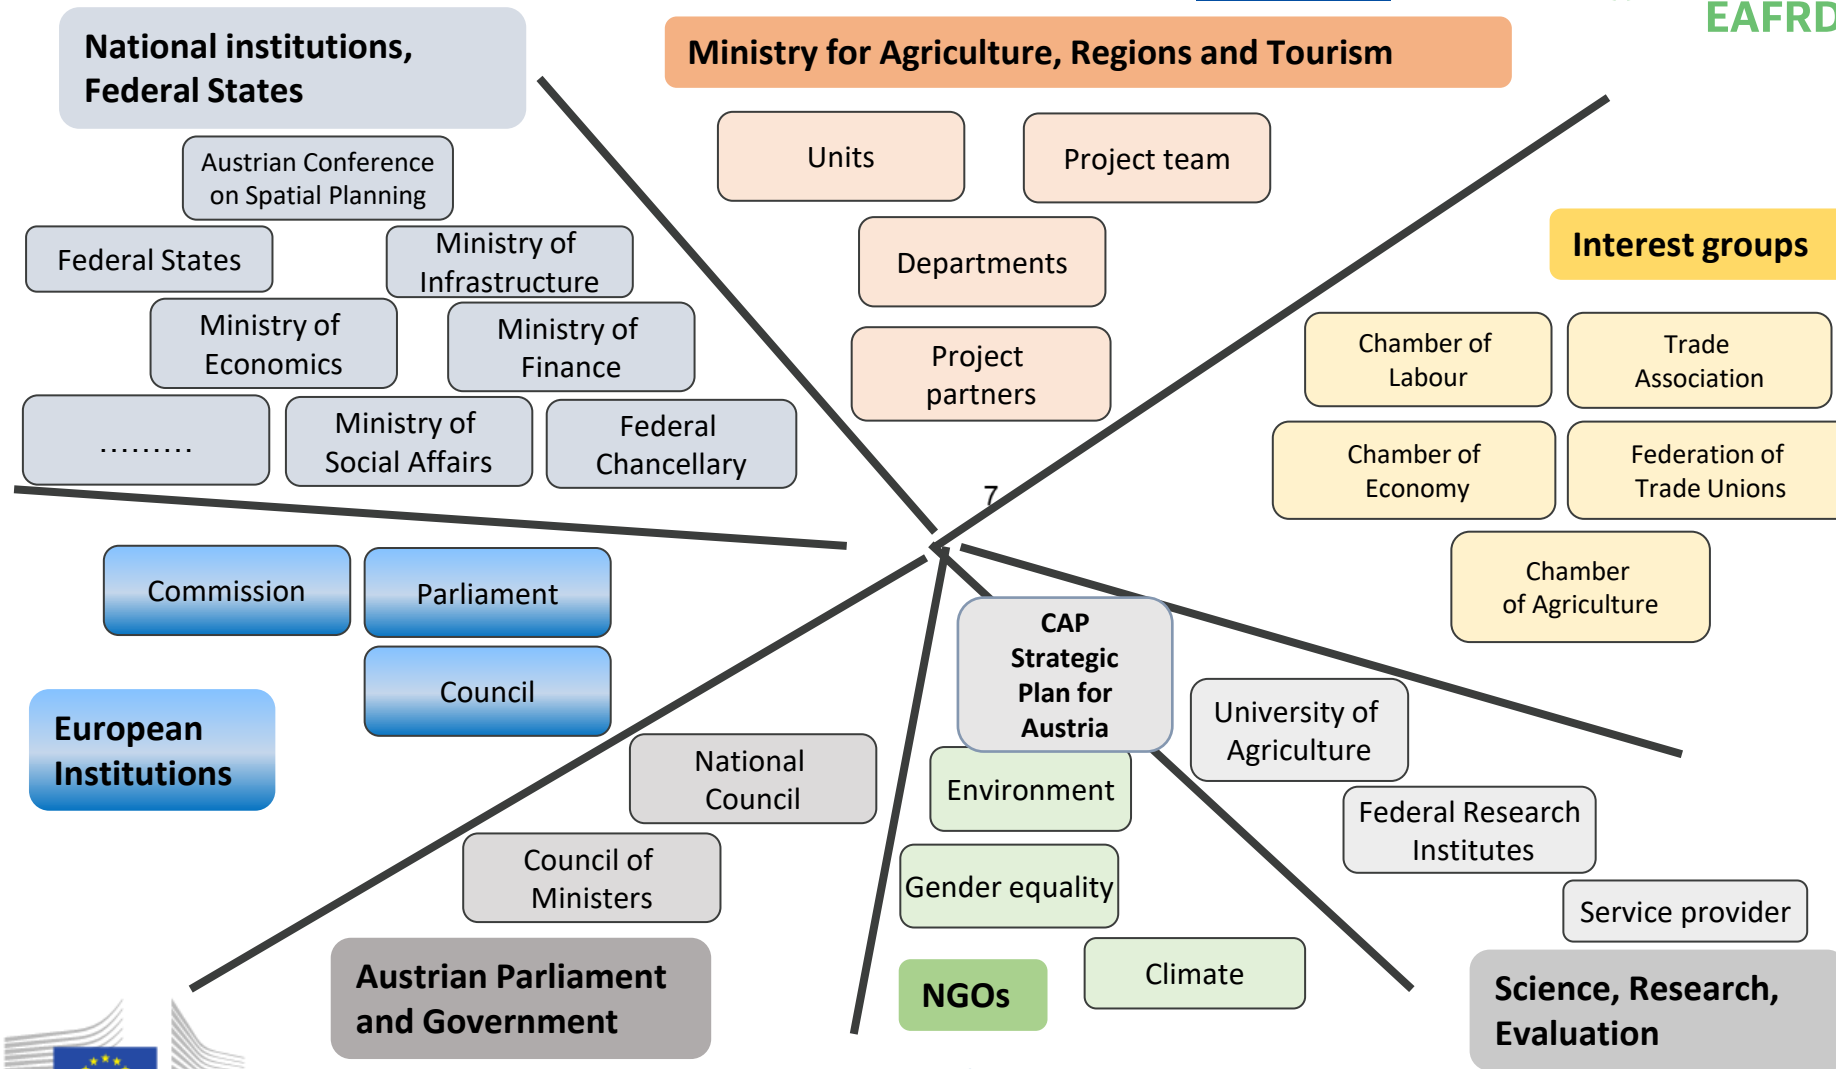 EAFRD
National institutions,
Federal States
Ministry for Agriculture, Regions and Tourism
Austrian Conference
on Spatial Planning
Units
Project team
Federal States
Ministry of
Infrastructure
Departments
Interest groups
Ministry of
Economics
Ministry of
Finance
Project
partners
Chamber of
Labour
Trade
Association
.........
Ministry of
Social Affairs
Federal
Chancellary
Chamber of
Economy
Federation of
Trade Unions
7
Chamber
of Agriculture
Commission
Parliament
Council
European
Institutions
CAP
Strategic
Plan for
Austria
University of
Agriculture
National
Council
Environment
Federal Research
Institutes
Council of
Ministers
Gender equality
Service provider
Austrian Parliament
and Government
NGOs
Climate
Science, Research,
Evaluation